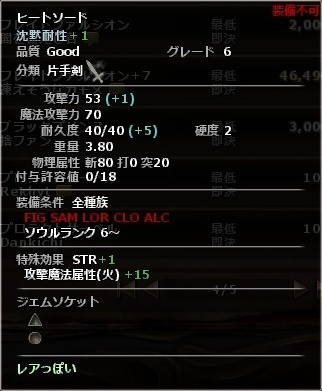 装備不可
ヒートソード
沈黙耐性+1
品質 Good グレード 6
分類 片手剣
攻撃力 53 (+1)
魔法攻撃力 70
耐久度 40/40 (+5) 硬度 2
重量 3.80
物理属性 斬80 打0 突20
付与許容値 0/18
装備条件 全種族
FIG SAM LOR CLO ALC
ソウルランク 6~
特殊効果 STR+1
攻撃魔法属性(火) +15
ジェムソケット
4/5
レアっぽい